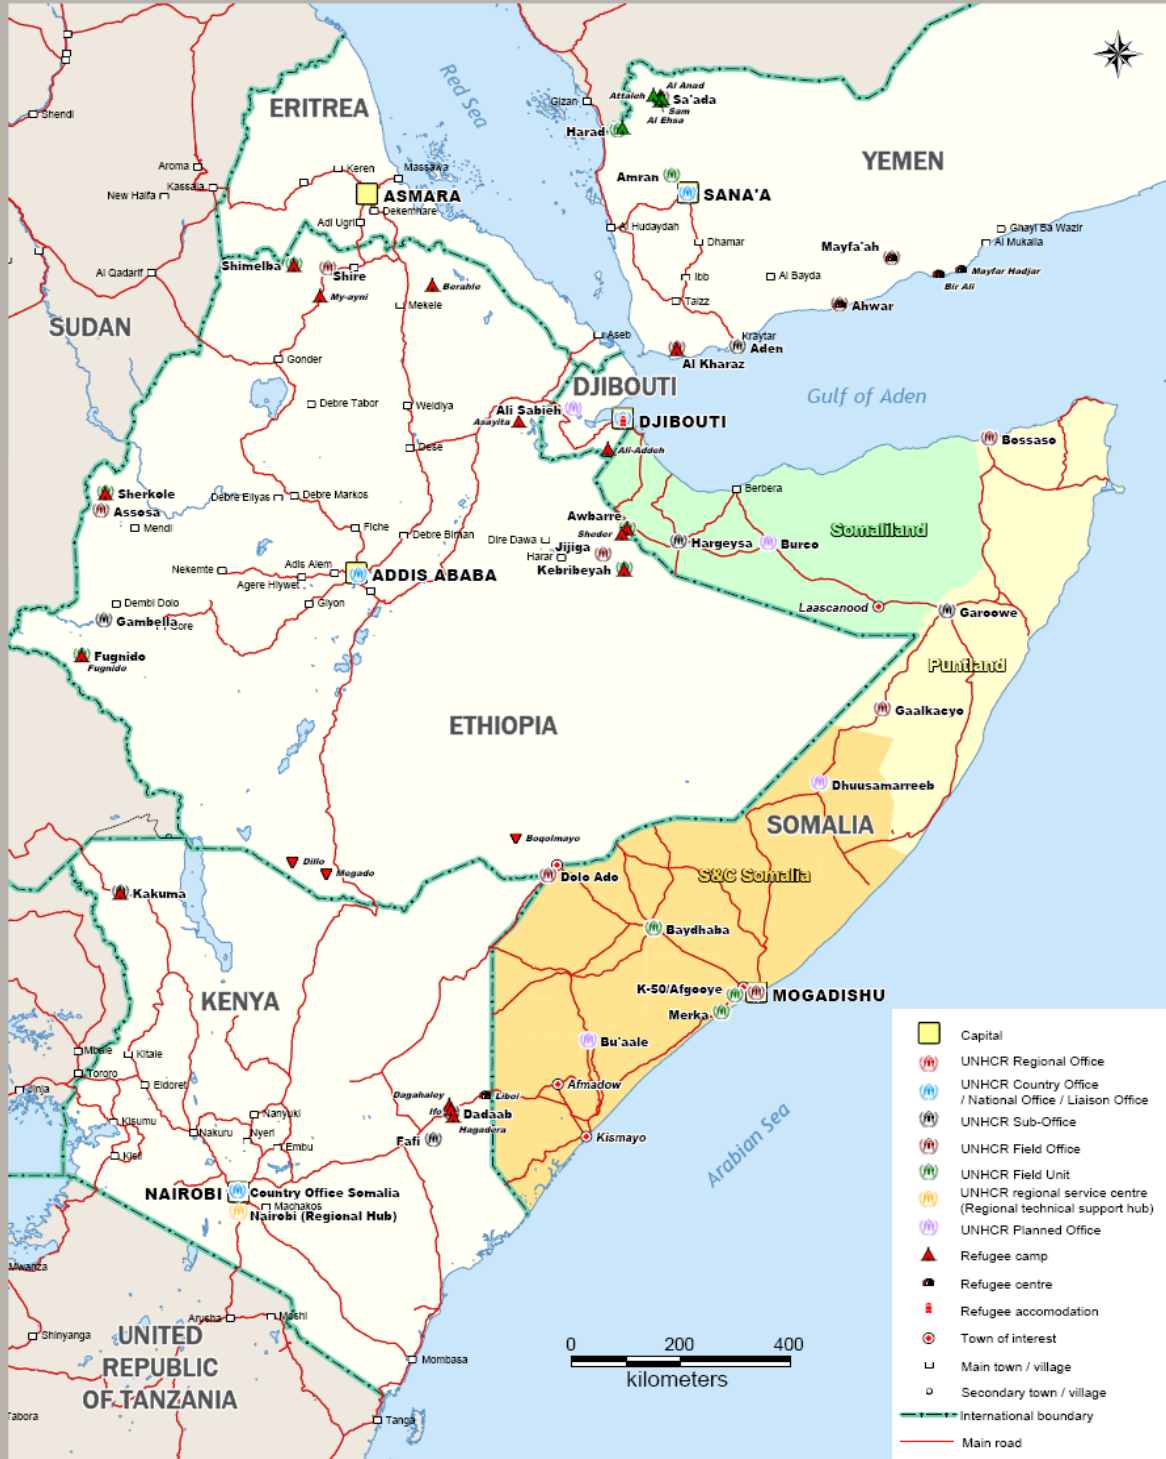 ERITREA
Red Sea
Gizan
Attaleh
Al Anad
Sa'ada
Sam
Al Ehsa
Harad
YEMEN
Shendi
Aroma
Keren
Massawa
Kassala
New Halfa
ASMARA
Dekemhare
Adi Ugri
Amran
SANA'A
Al Hudaydah
Dhamar
Ghayl Ba Wazir
Al Mukalla
Mayfa'ah
Mayfar Hadjar
Bir Ali
Ibb
Al Bayda
Taizz
Ahwar
Al Qadarif
Shimelba
Shire
My-ayni
Berahle
Mekele
SUDAN
Aseb
Kraytar
Aden
Al Kharaz
Gonder
DJIBOUTI
Gulf of Aden
Debre Tabor
Weldiya
Ali Sabieh
Asayita
DJIBOUTI
Ali-Addeh
Bossaso
Dese
Sherkole
Assosa
Debre Eliyas
Debre Markos
Berbera
Mendi
Fiche
Debre Birhan
Awbarre
Sheder
Somaliland
Dire Dawa
Jijiga
Harar
Kebribeyah
Hargeysa
Burco
Nekemte
Adis Alem
Agere Hiywet
ADDIS ABABA
Giyon
Dembi Dolo
Gambella
Gore
Laascanood
Garoowe
Fugnido
Fugnido
Puntland
Gaalkacyo
ETHIOPIA
Dhuusamarreeb
SOMALIA
Boqolmayo
Dillo
Megado
Dolo Ado
S&C Somalia
Kakuma
Baydhaba
KENYA
K-50/Afgooye
MOGADISHU
Merka
Bu'aale
Mbale
Kitale
Tororo
Jinja
Eldoret
Dagahaley
Liboi
Afmadow
Ifo
Dadaab
Hagadera
Nanyuki
Kisumu
Nakuru
Nyeri
Embu
Fafi
Kismayo
Kisii
Arabian Sea
NAIROBI
Country Office Somalia
Machakos
Nairobi (Regional Hub)
Mwanza
Arusha
Moshi
Shinyanga
UNITED
REPUBLIC
OF TANZANIA
Mombasa
Tabora
Tanga
0 200 400
kilometers
Capital
UNHCR Regional Office
UNHCR Country Office
/ National Office / Liaison Office
UNHCR Sub-Office
UNHCR Field Office
UNHCR Field Unit
UNHCR regional service centre
(Regional technical support hub)
UNHCR Planned Office
Refugee camp
Refugee centre
Refugee accomodation
Town of interest
Main town / village
Secondary town / village
International boundary
Main road